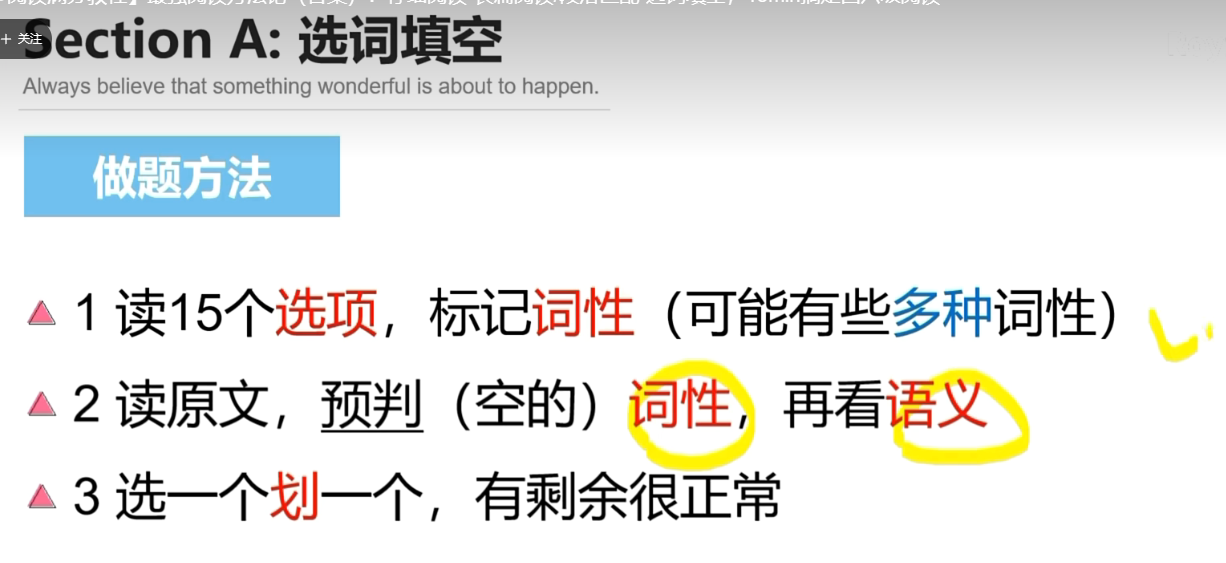 Section A: 选词填空
+ 关注
Always believe that something wonderful is about to happen.
做题方法
1 读15个选项，标记词性（可能有些多种词性）
2 读原文，预判（空的）词性，再看语义
3 选一个划一个，有剩余很正常